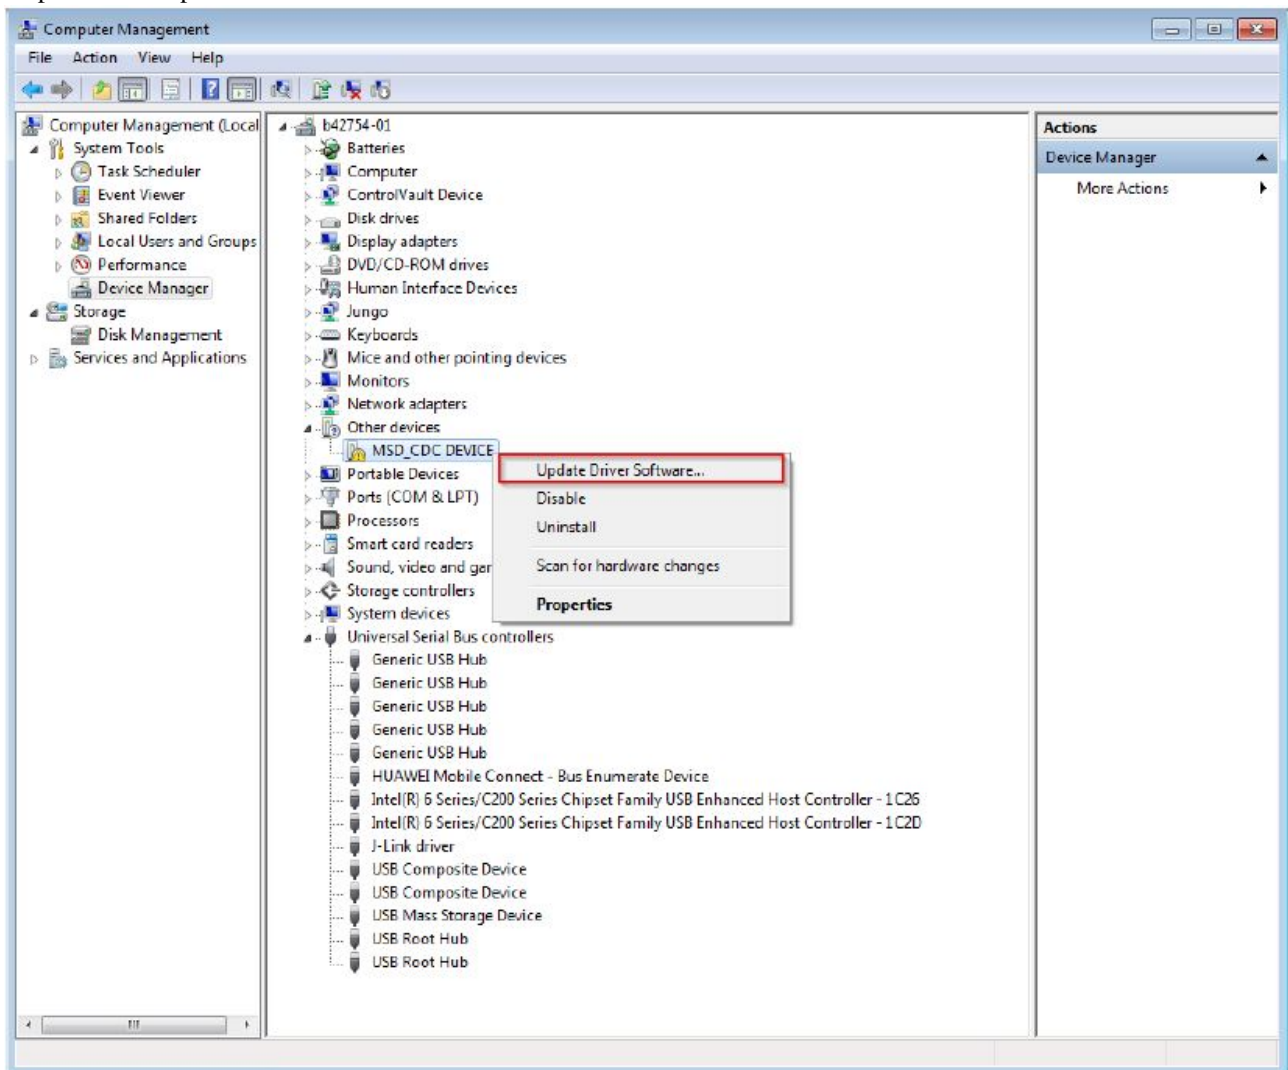 Computer Management
File Action View Help
Computer Management (Local
System Tools
Task Scheduler
Event Viewer
Shared Folders
Local Users and Groups
Performance
Device Manager
Storage
Disk Management
Services and Applications
b42754-01
Batteries
Computer
ControlVault Device
Disk drives
Display adapters
DVD/CD-ROM drives
Human Interface Devices
Jungo
Keyboards
Mice and other pointing devices
Monitors
Network adapters
Other devices
MSD_CDC DEVICE
Portable Devices
Ports (COM & LPT)
Processors
Smart card readers
Sound, video and gar
Storage controllers
System devices
Universal Serial Bus controllers
Generic USB Hub
Generic USB Hub
Generic USB Hub
Generic USB Hub
Generic USB Hub
HUAWEI Mobile Connect - Bus Enumerate Device
Intel(R) 6 Series/C200 Series Chipset Family USB Enhanced Host Controller - 1C26
Intel(R) 6 Series/C200 Series Chipset Family USB Enhanced Host Controller - 1C2D
J-Link driver
USB Composite Device
USB Composite Device
USB Mass Storage Device
USB Root Hub
USB Root Hub
Update Driver Software...
Disable
Uninstall
Scan for hardware changes
Properties
Actions
Device Manager
More Actions